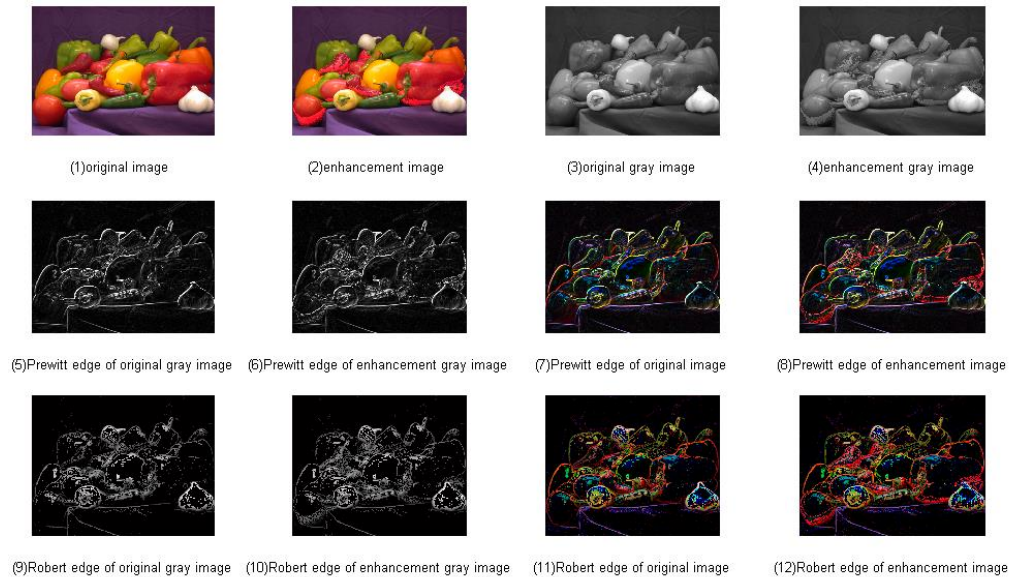 (1)original image
(2)enhancement image
(3)original gray image
(4)enhancement gray image
(5)Prewitt edge of original gray image
(6)Prewitt edge of enhancement gray image
(7)Prewitt edge of original image
(8)Prewitt edge of enhancement image
(9)Robert edge of original gray image
(10)Robert edge of enhancement gray image
(11)Robert edge of original image
(12)Robert edge of enhancement image